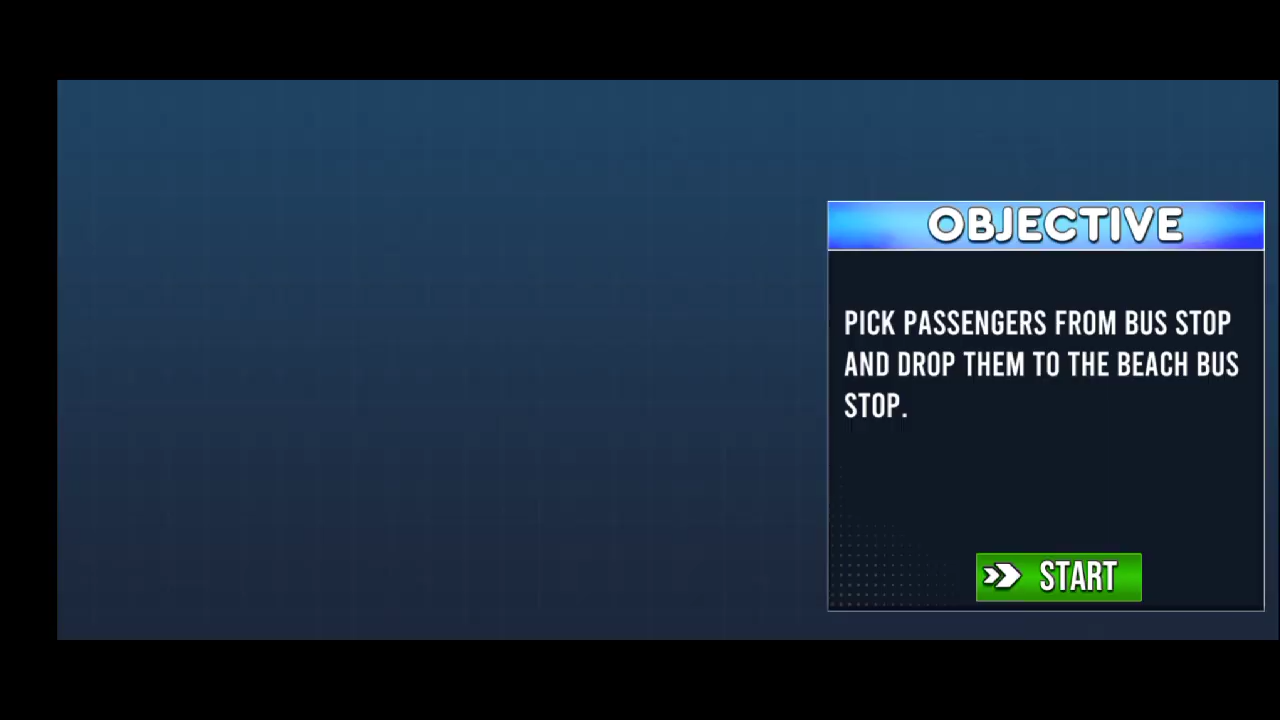 OBJECTIVE
PICK PASSENGERS FROM BUS STOP
AND DROP THEM TO THE BEACH BUS
STOP.
START